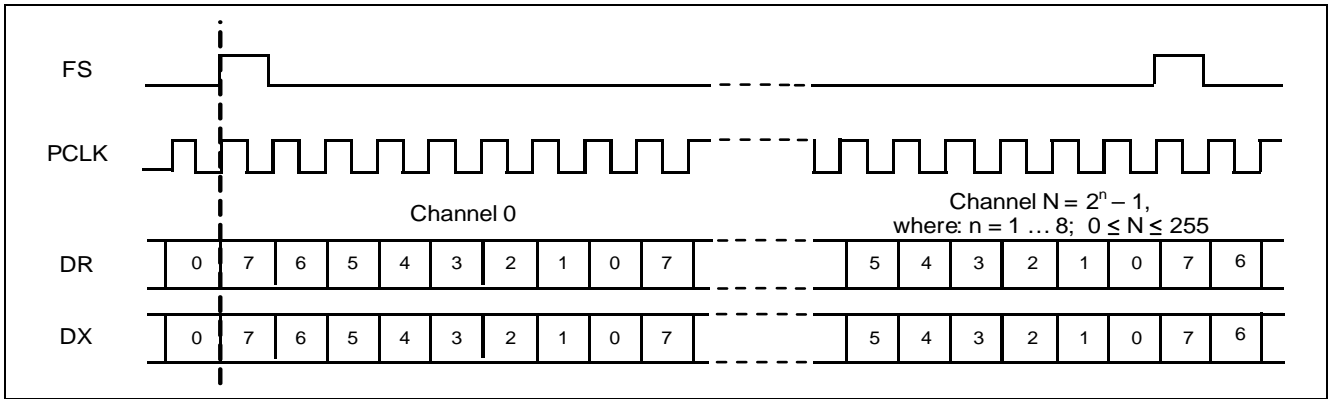 FS
PCLK
Channel 0
Channel N = 2ⁿ – 1,
where: n = 1 … 8; 0 ≤ N ≤ 255
DR 0 7 6 5 4 3 2 1 0 7 5 4 3 2 1 0 7 6
DX 0 7 6 5 4 3 2 1 0 7 5 4 3 2 1 0 7 6